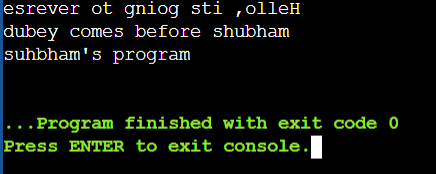 esrever ot gniog sti ,olleH
dubey comes before shubham
suhbham's program
...Program finished with exit code 0
Press ENTER to exit console.